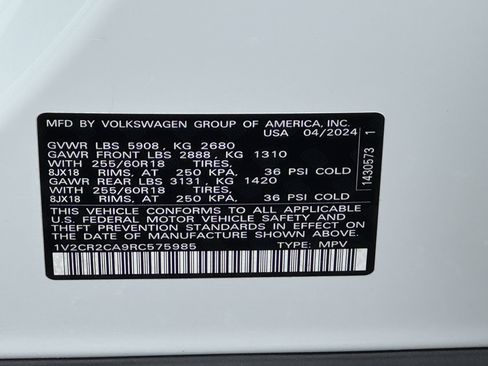 MFD BY VOLKSWAGEN GROUP OF AMERICA, INC.
USA 04/2024
GVWR LBS 5908, KG 2680
GAWR FRONT LBS 2888, KG 1310
WITH 255/60R18 TIRES,
8JX18 RIMS, AT 250 KPA, 36 PSI COLD
GAWR REAR LBS 3131, KG 1420
WITH 255/60R18 TIRES,
8JX18 RIMS, AT 250 KPA, 36 PSI COLD
THIS VEHICLE CONFORMS TO ALL APPLICABLE
U.S. FEDERAL MOTOR VEHICLE SAFETY AND
THEFT PREVENTION STANDARDS IN EFFECT ON
THE DATE OF MANUFACTURE SHOWN ABOVE.
1V2CR2CA9RC575985 TYPE: MPV
1430573 1